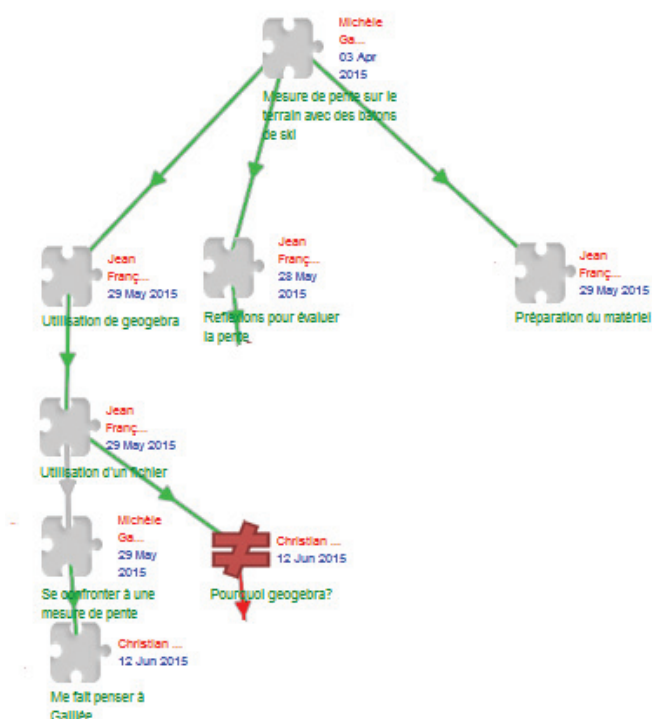 Michèle
Ga...
03 Apr
2015
Mesure de pente sur le
terrain avec des batons
de ski
Jean
Franç...
29 May 2015
Utilisation de geogebra
Jean
Franç...
28 May
2015
Reflexions pour évaluer
la pente
Jean
Franç...
29 May 2015
Préparation du matériel
Jean
Franç...
29 May 2015
Utilisation d'un fichier
Michèle
Ga...
29 May
2015
Se confronter à une
mesure de pente
Christian ...
12 Jun 2015
Pourquoi geogebra?
Christian ...
12 Jun 2015
Me fait penser à
Galilée